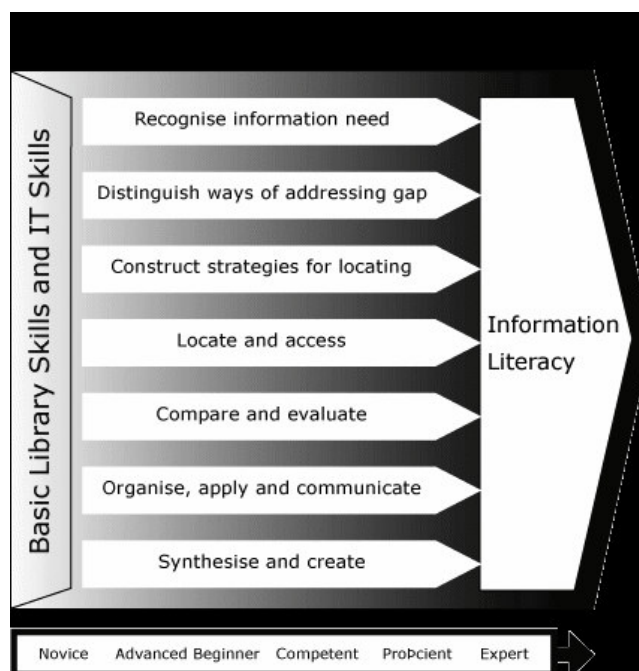 Basic Library Skills and IT Skills
Recognise information need
Distinguish ways of addressing gap
Construct strategies for locating
Locate and access
Compare and evaluate
Organise, apply and communicate
Synthesise and create
Information
Literacy
Novice Advanced Beginner Competent ProÞcient Expert